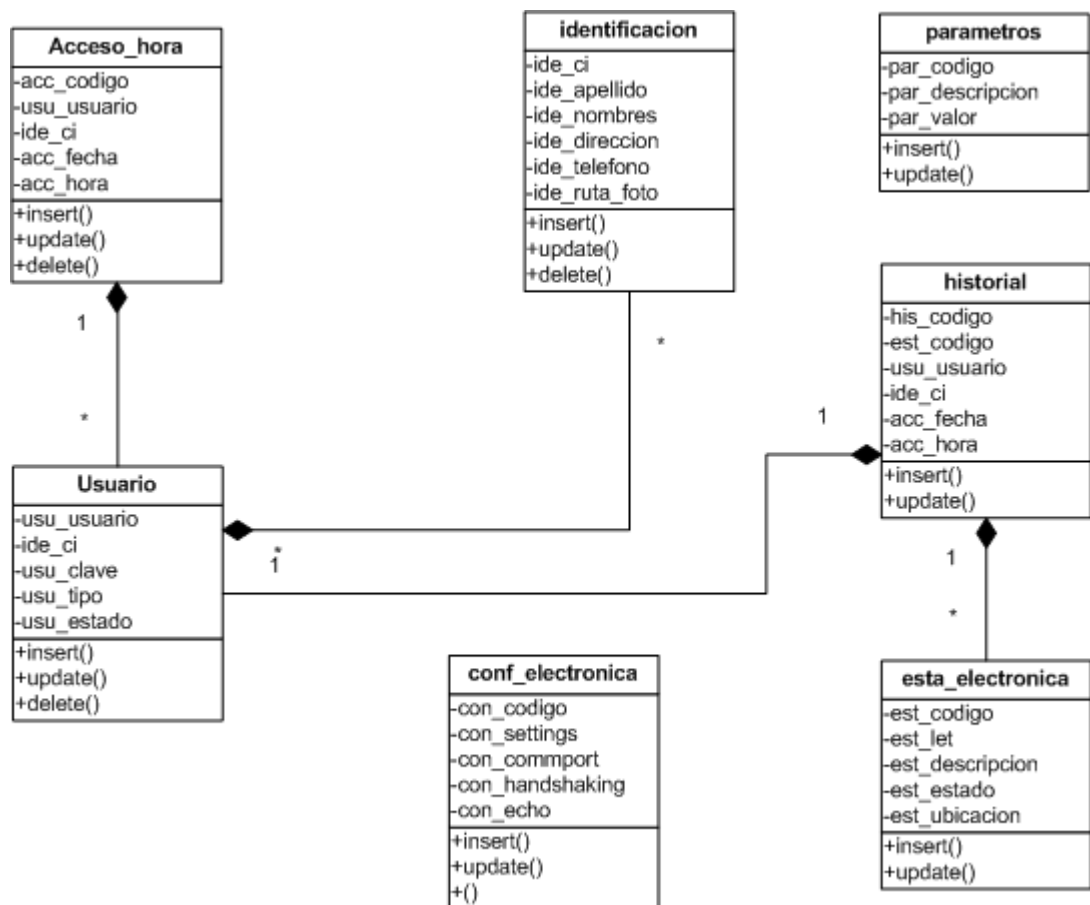 Acceso_hora
-acc_codigo
-usu_usuario
-ide_ci
-acc_fecha
-acc_hora
+insert()
+update()
+delete()
identificacion
-ide_ci
-ide_apellido
-ide_nombres
-ide_direccion
-ide_telefono
-ide_ruta_foto
+insert()
+update()
+delete()
parametros
-par_codigo
-par_descripcion
-par_valor
+insert()
+update()
historial
-his_codigo
-est_codigo
-usu_usuario
-ide_ci
-acc_fecha
-acc_hora
+insert()
+update()
1
*
*
1
Usuario
-usu_usuario
-ide_ci
-usu_clave
-usu_tipo
-usu_estado
+insert()
+update()
+delete()
*
1
1
*
conf_electronica
-con_codigo
-con_settings
-con_commport
-con_handshaking
-con_echo
+insert()
+update()
+()
esta_electronica
-est_codigo
-est_let
-est_descripcion
-est_estado
-est_ubicacion
+insert()
+update()